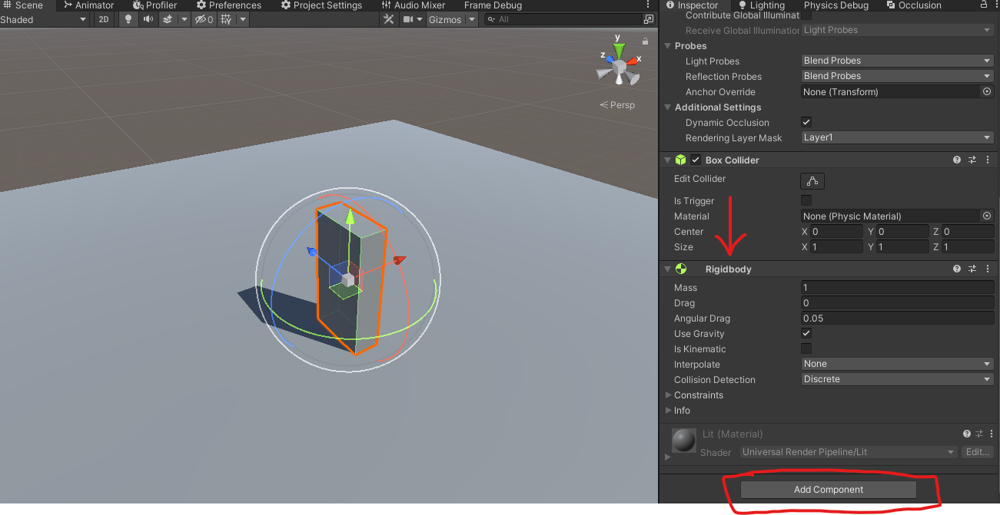 Scene Animator Profiler Preferences Project Settings Audio Mixer Frame Debug
Shaded 2D 0 Gizmos All
y
z
x
Persp
Inspector Lighting Physics Debug Occlusion
Contribute Global Illuminat
Receive Global Illumination Light Probes
Probes
Light Probes Blend Probes
Reflection Probes Blend Probes
Anchor Override None (Transform)
Additional Settings
Dynamic Occlusion
Rendering Layer Mask Layer1
Box Collider
Edit Collider
Is Trigger
Material None (Physic Material)
Center X 0 Y 0 Z 0
Size X 1 Y 1 Z 1
Rigidbody
Mass 1
Drag 0
Angular Drag 0.05
Use Gravity
Is Kinematic
Interpolate None
Collision Detection Discrete
Constraints
Info
Lit (Material)
Shader Universal Render Pipeline/Lit Edit...
Add Component